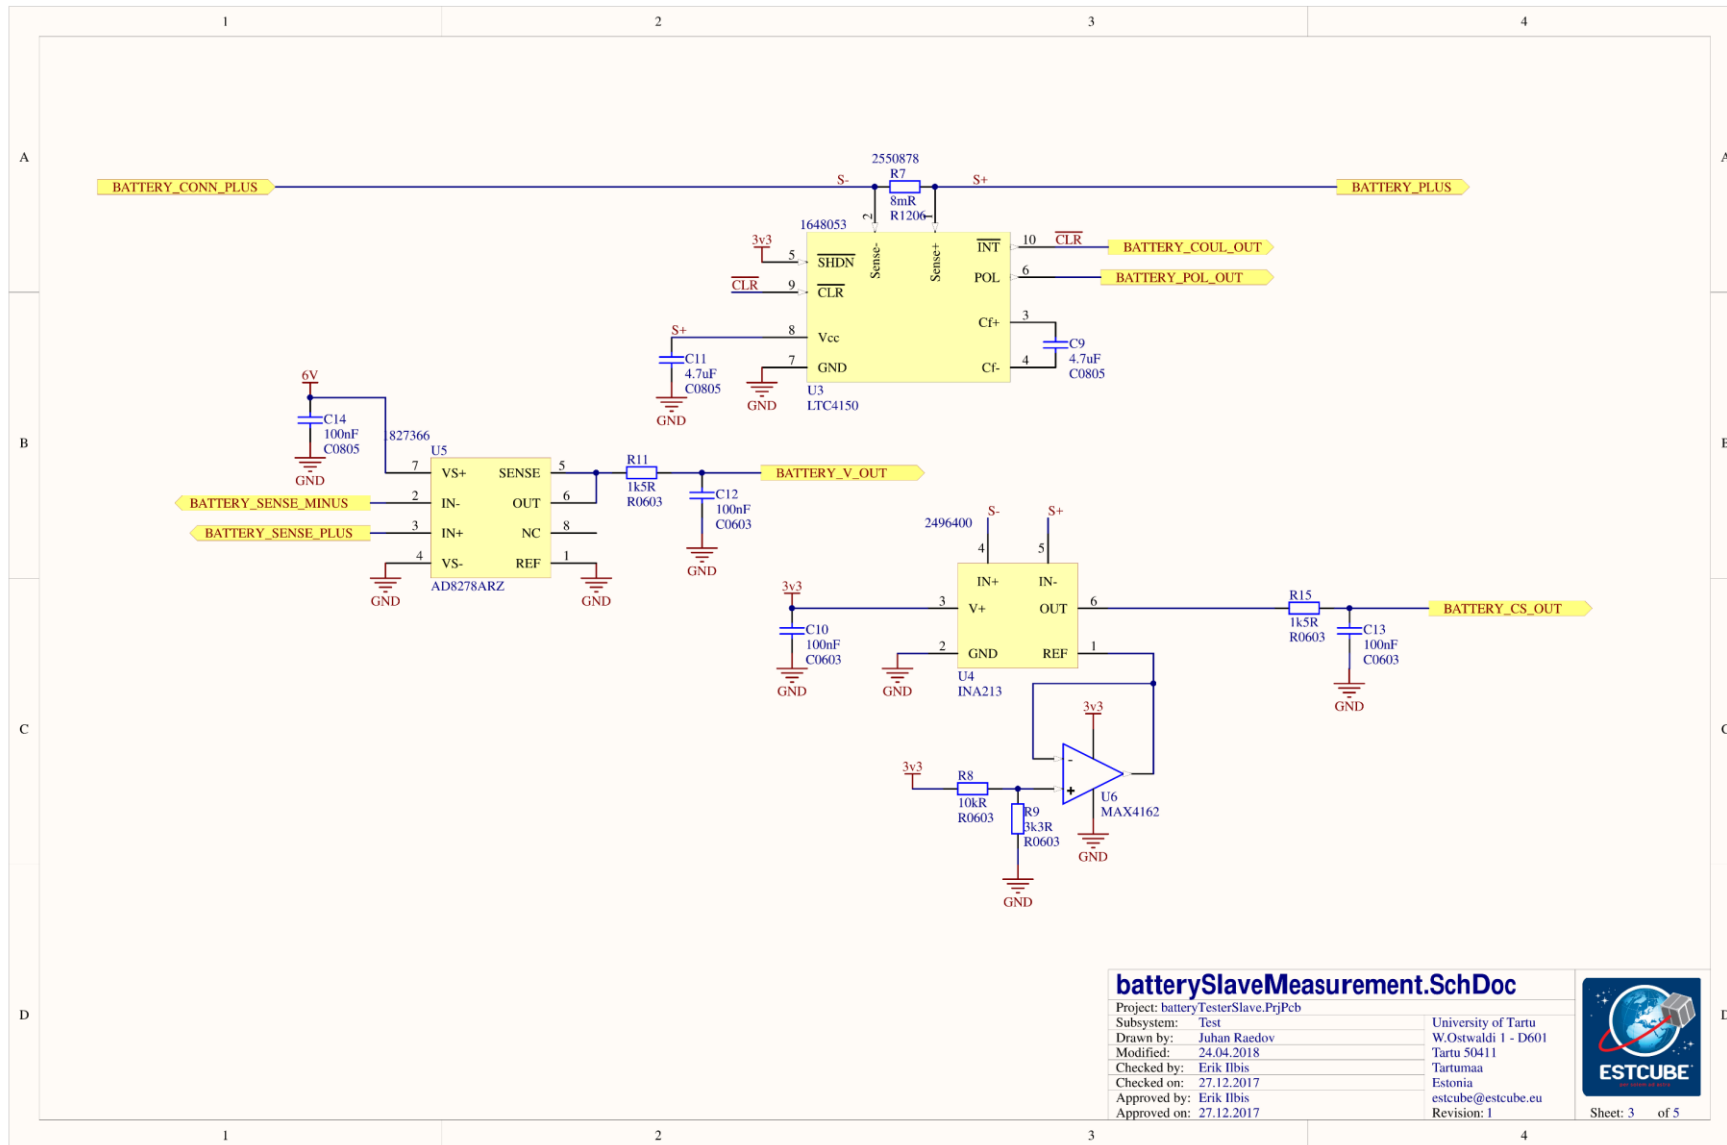 1 2 3 4
A A
2550878
R7
BATTERY_CONN_PLUS S- S+ BATTERY_PLUS
8mR
R1206
2 1
1648053
3v3 5 SHDN Sense- Sense+ INT 10 CLR BATTERY_COUL_OUT
POL 6 BATTERY_POL_OUT
CLR 9 CLR
Cf+ 3
S+ 8 Vcc
C9
4.7uF
C0805
C11
4.7uF
C0805
7 GND Cf- 4
GND
GND
U3
LTC4150
6V
C14
100nF
C0805
GND
B B
827366
U5
7 VS+ SENSE 5
R11
1k5R
R0603
BATTERY_V_OUT
BATTERY_SENSE_MINUS 2 IN- OUT 6
C12
100nF
C0603
GND
BATTERY_SENSE_PLUS 3 IN+ NC 8
4 VS- REF 1
GND GND
AD8278ARZ
2496400 S- S+
4 5
IN+ IN-
3v3 3 V+ OUT 6
R15
1k5R
R0603
BATTERY_CS_OUT
C10
100nF
C0603
GND
C13
100nF
C0603
GND
2 GND REF 1
GND
U4
INA213
C C
3v3
-
+
3v3
R8
10kR
R0603
R9
3k3R
R0603
U6
MAX4162
GND
GND
D D
batterySlaveMeasurement.SchDoc
Project: batteryTesterSlave.PrjPcb
Subsystem: Test University of Tartu
Drawn by: Juhan Raedov W.Ostwaldi 1 - D601
Modified: 24.04.2018 Tartu 50411
Checked by: Erik Ilbis Tartumaa
Checked on: 27.12.2017 Estonia
Approved by: Erik Ilbis estcube@estcube.eu
Approved on: 27.12.2017 Revision: 1 Sheet: 3 of 5
ESTCUBE
1 2 3 4